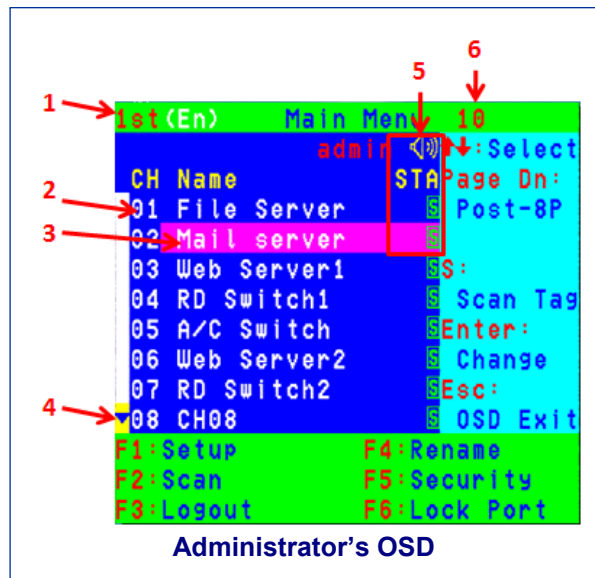 5
6
1
1st(En) Main Menu 10
admin ↑↓:Select
CH Name STA Page Dn:
2
01 File Server S Post-8P
3
02 Mail server S
03 Web Server1 S S:
04 RD Switch1 S Scan Tag
05 A/C Switch S Enter:
06 Web Server2 S Change
07 RD Switch2 S Esc:
4
08 CH08 S OSD Exit
F1:Setup F4:Rename
F2:Scan F5:Security
F3:Logout F6:Lock Port
Administrator's OSD